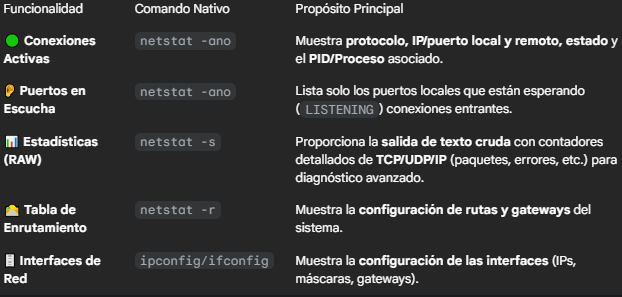 Funcionalidad Comando Nativo Propósito Principal
Conexiones Activas netstat -ano Muestra protocolo, IP/puerto local y remoto, estado y el PID/Proceso asociado.
Puertos en Escucha netstat -ano Lista solo los puertos locales que están esperando ( LISTENING ) conexiones entrantes.
Estadísticas (RAW) netstat -s Proporciona la salida de texto cruda con contadores detallados de TCP/UDP/IP (paquetes, errores, etc.) para diagnóstico avanzado.
Tabla de Enrutamiento netstat -r Muestra la configuración de rutas y gateways del sistema.
Interfaces de Red ipconfig/ifconfig Muestra la configuración de las interfaces (IPs, máscaras, gateways).